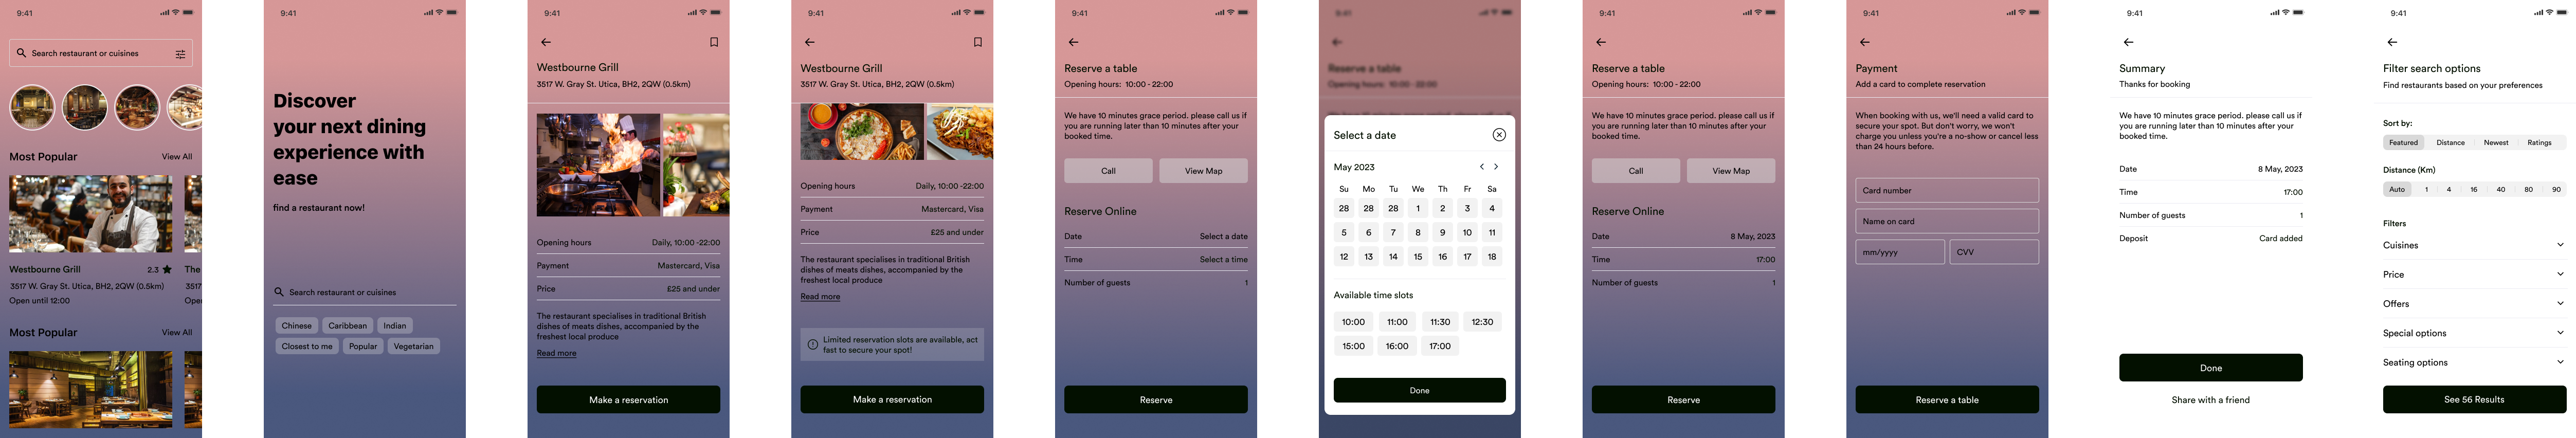 9:41
Search restaurant or cuisines
Most Popular
View All
Westbourne Grill
2.3
The
3517 W. Gray St. Utica, BH2, 2QW (0.5km)
3517
Open until 12:00
Ope
Most Popular
View All
9:41
Discover
your next dining
experience with
ease
find a restaurant now!
Search restaurant or cuisines
Chinese
Caribbean
Indian
Closest to me
Popular
Vegetarian
9:41
Westbourne Grill
3517 W. Gray St. Utica, BH2, 2QW (0.5km)
Opening hours
Daily, 10:00 -22:00
Payment
Mastercard, Visa
Price
£25 and under
The restaurant specialises in traditional British
dishes of meats dishes, accompanied by the
freshest local produce
Read more
Make a reservation
9:41
Westbourne Grill
3517 W. Gray St. Utica, BH2, 2QW (0.5km)
Opening hours
Daily, 10:00 -22:00
Payment
Mastercard, Visa
Price
£25 and under
The restaurant specialises in traditional British
dishes of meats dishes, accompanied by the
freshest local produce
Read more
Limited reservation slots are available, act
fast to secure your spot!
Make a reservation
9:41
Reserve a table
Opening hours: 10:00 - 22:00
We have 10 minutes grace period. please call us if
you are running later than 10 minutes after your
booked time.
Call
View Map
Reserve Online
Date
Select a date
Time
Select a time
Number of guests
1
Reserve
9:41
Reserve a table
Opening hours: 10:00 - 22:00
Select a date
May 2023
Su Mo Tu We Th Fr Sa
28 28 28 1 2 3 4
5 6 7 8 9 10 11
12 13 14 15 16 17 18
Available time slots
10:00 11:00 11:30 12:30
15:00 16:00 17:00
Done
9:41
Reserve a table
Opening hours: 10:00 - 22:00
We have 10 minutes grace period. please call us if
you are running later than 10 minutes after your
booked time.
Call
View Map
Reserve Online
Date
8 May, 2023
Time
17:00
Number of guests
1
Reserve
9:41
Payment
Add a card to complete reservation
When booking with us, we'll need a valid card to
secure your spot. But don't worry, we won't
charge you unless you're a no-show or cancel less
than 24 hours before.
Card number
Name on card
mm/yyyy
CVV
Reserve a table
9:41
Summary
Thanks for booking
We have 10 minutes grace period. please call us if
you are running later than 10 minutes after your
booked time.
Date
8 May, 2023
Time
17:00
Number of guests
1
Deposit
Card added
Done
Share with a friend
9:41
Filter search options
Find restaurants based on your preferences
Sort by:
Featured Distance Newest Ratings
Distance (Km)
Auto 1 4 16 40 80 90
Filters
Cuisines
Price
Offers
Special options
Seating options
See 56 Results